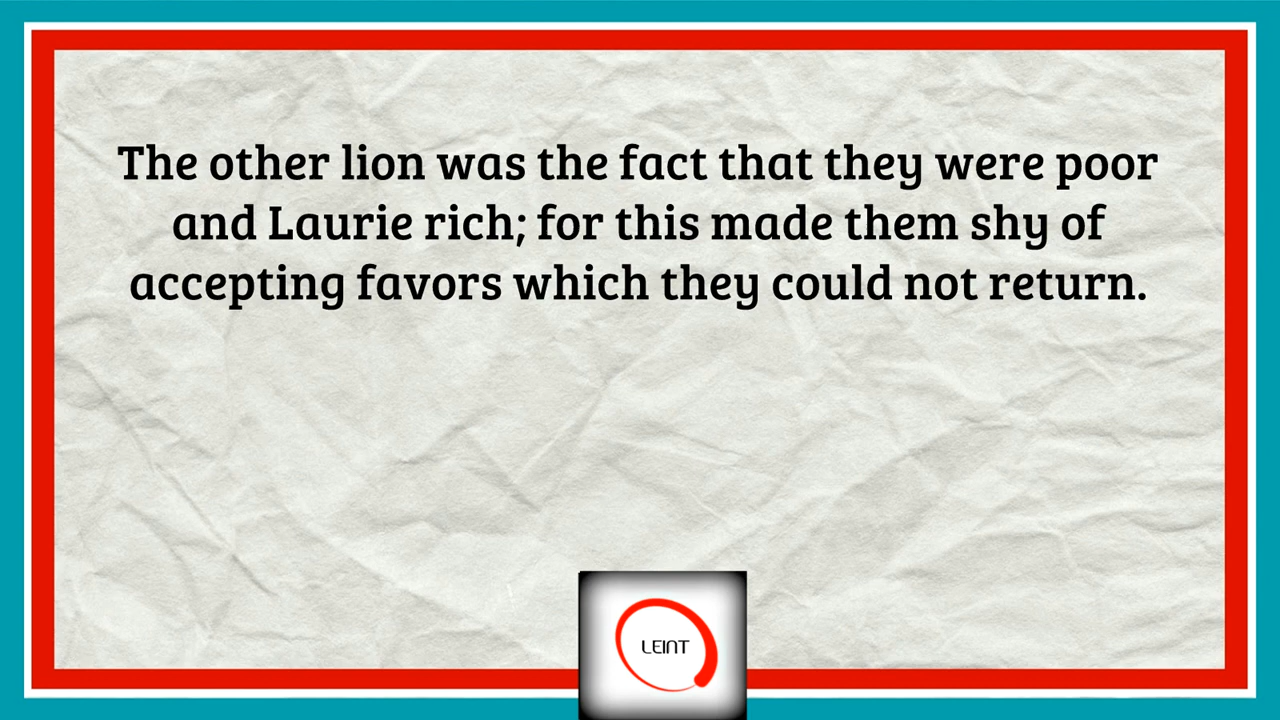 The other lion was the fact that they were poor
and Laurie rich; for this made them shy of
accepting favors which they could not return.
LEINT